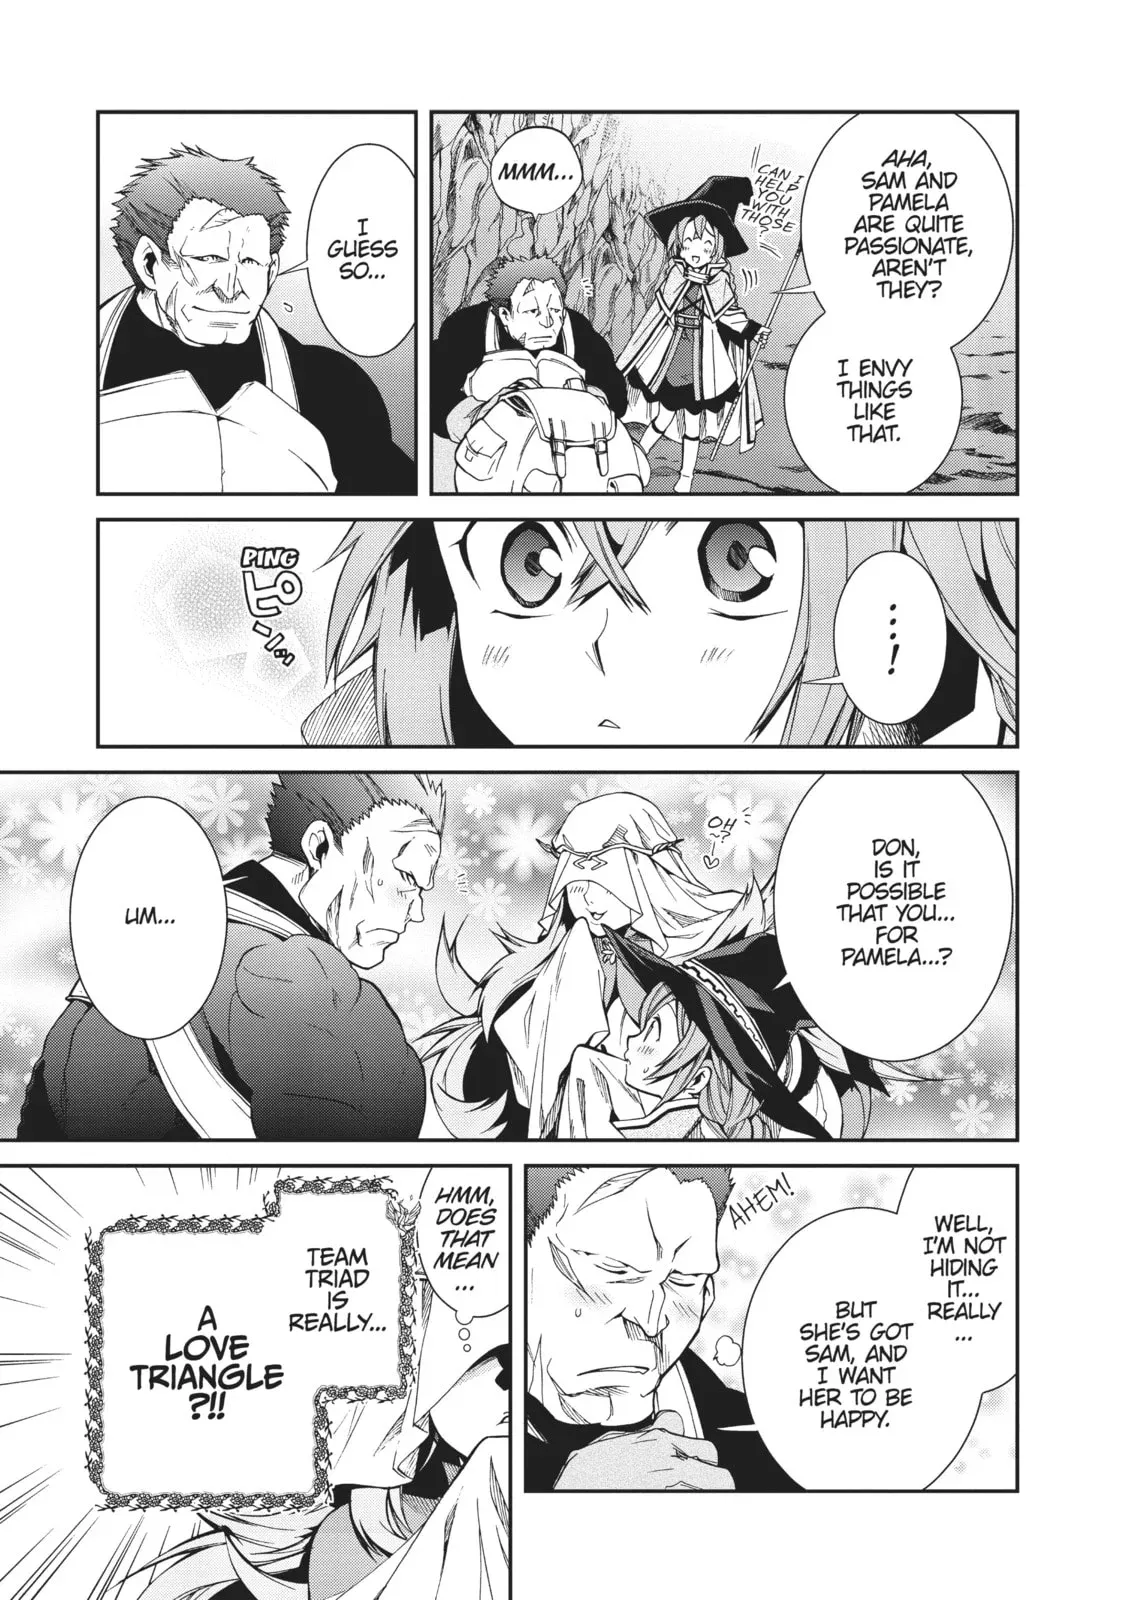 AHA,
SAM AND
PAMELA
ARE QUITE
PASSIONATE,
AREN'T
THEY?
I ENVY
THINGS
LIKE
THAT.
CAN I
HELP
YOU
WITH
THOSE
?
MMM...
I
GUESS
SO...
...!
PING
ピーン...
DON,
IS IT
POSSIBLE
THAT YOU...
FOR
PAMELA...?
OH
~?
UM...
WELL,
I'M NOT
HIDING
IT...
REALLY
...
AHEM!
BUT
SHE'S GOT
SAM, AND
I WANT
HER TO BE
HAPPY.
HMM,
DOES
THAT
MEAN
...
TEAM
TRIAD
IS
REALLY...
A
LOVE
TRIANGLE
?!!